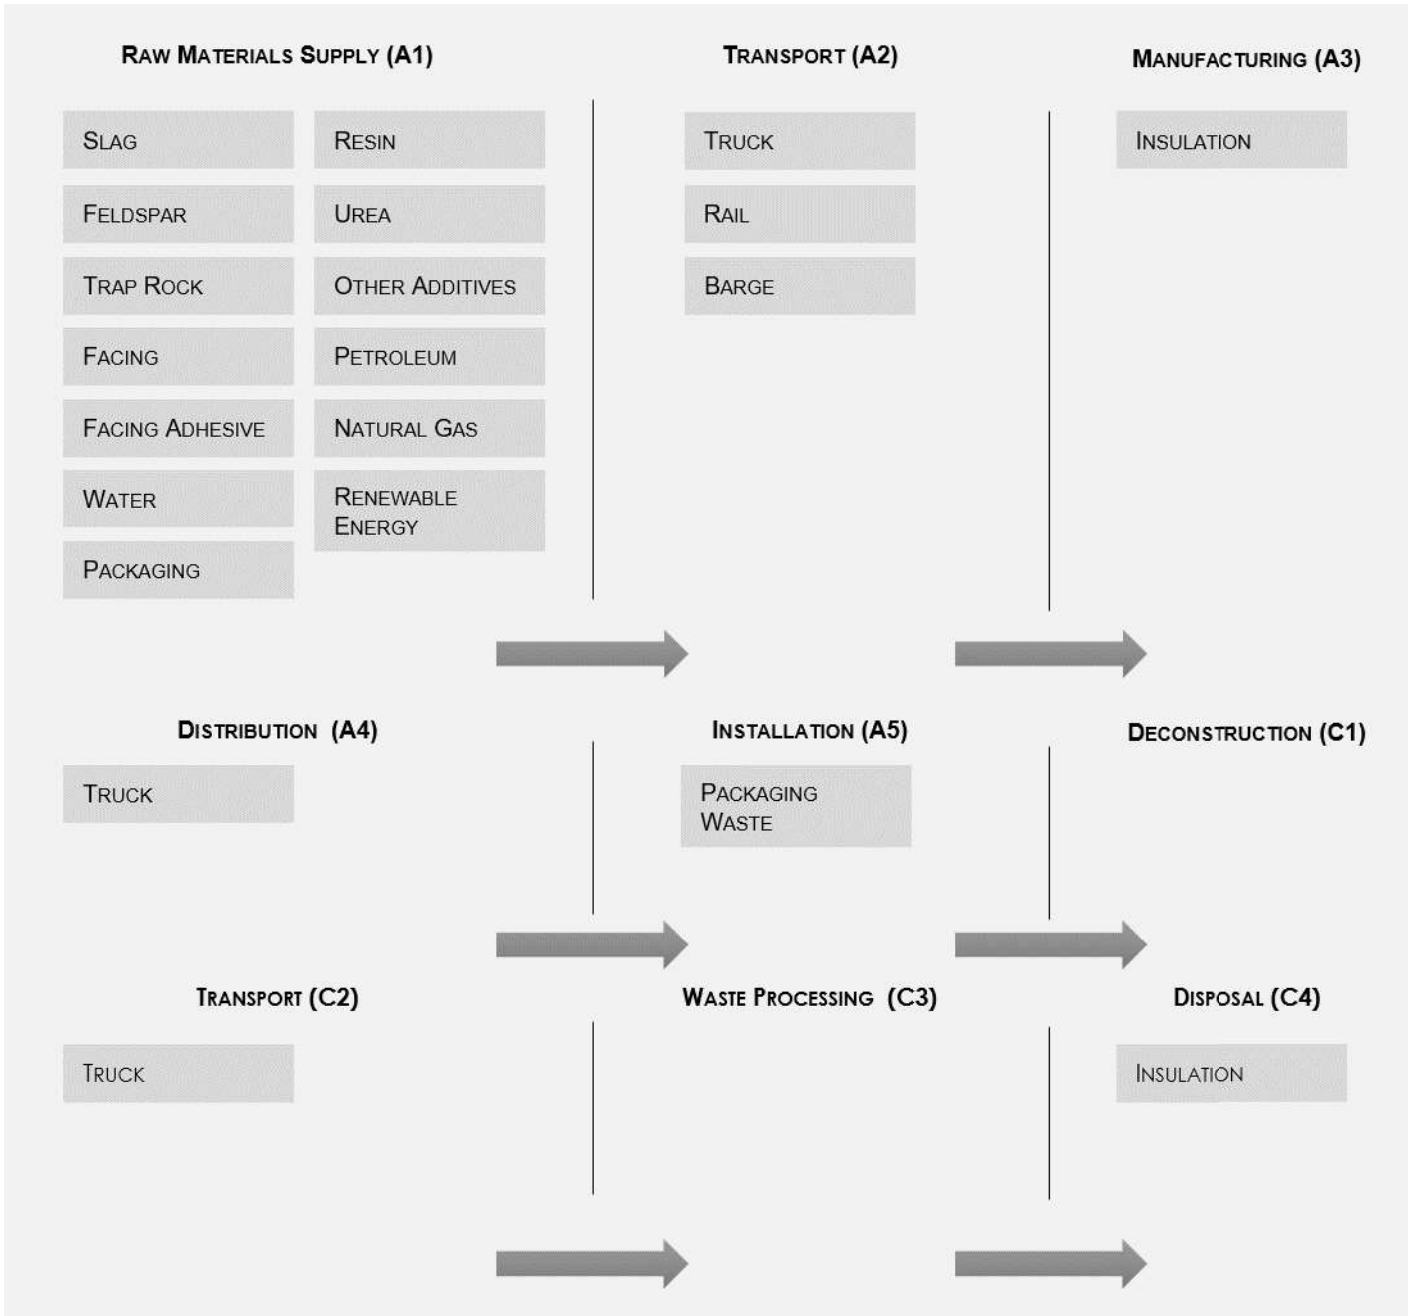 RAW MATERIALS SUPPLY (A1)
TRANSPORT (A2)
MANUFACTURING (A3)
SLAG
RESIN
TRUCK
INSULATION
FELDSPAR
UREA
RAIL
TRAP ROCK
OTHER ADDITIVES
BARGE
FACING
PETROLEUM
FACING ADHESIVE
NATURAL GAS
WATER
RENEWABLE
ENERGY
PACKAGING
DISTRIBUTION (A4)
INSTALLATION (A5)
DECONSTRUCTION (C1)
TRUCK
PACKAGING
WASTE
TRANSPORT (C2)
WASTE PROCESSING (C3)
DISPOSAL (C4)
TRUCK
INSULATION